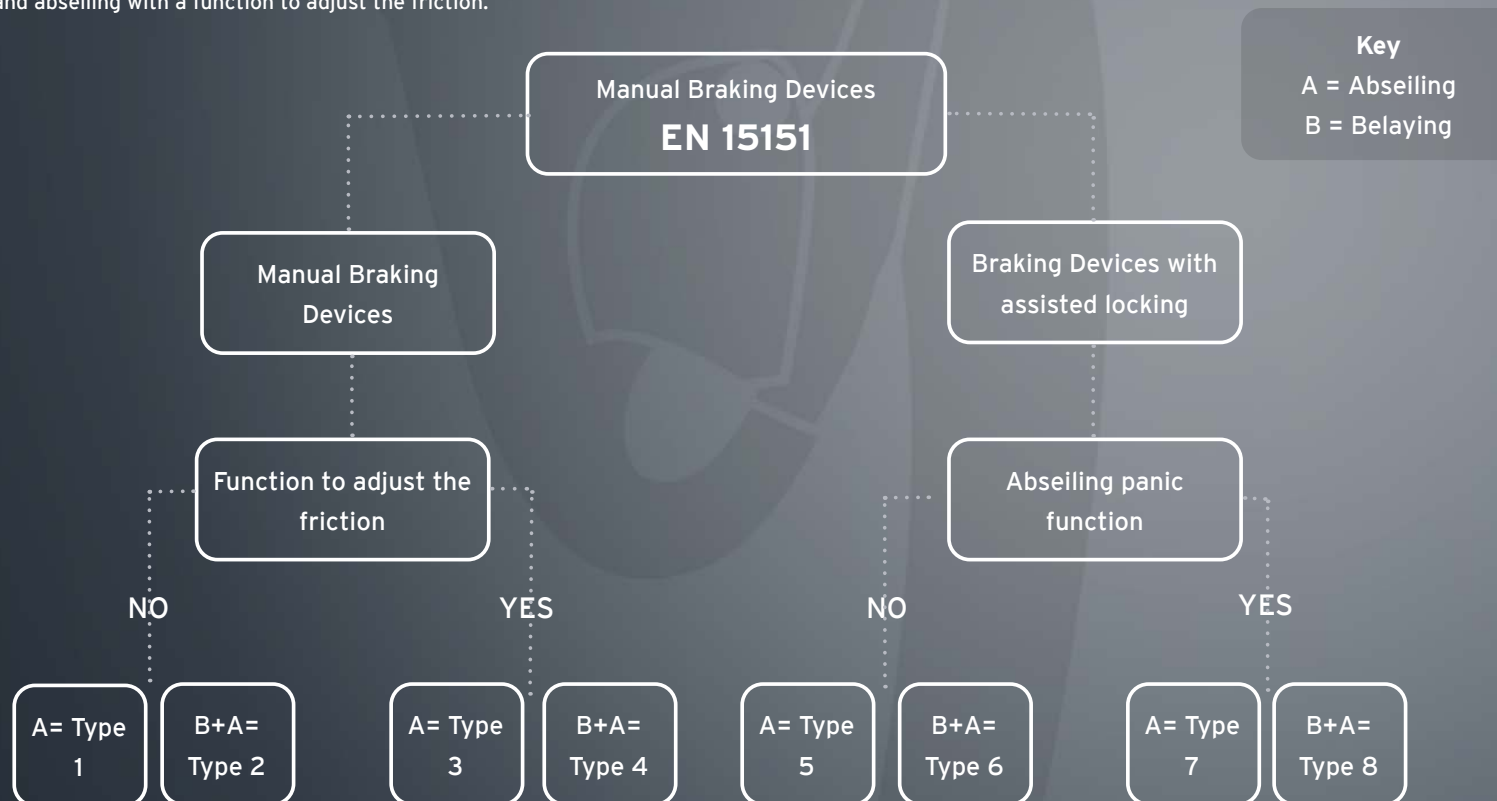 and abseiling with a function to adjust the friction.
Key
A = Abseiling
B = Belaying
Manual Braking Devices
EN 15151
Manual Braking
Devices
Braking Devices with
assisted locking
Function to adjust the
friction
Abseiling panic
function
NO
YES
NO
YES
A= Type
1
B+A=
Type 2
A= Type
3
B+A=
Type 4
A= Type
5
B+A=
Type 6
A= Type
7
B+A=
Type 8